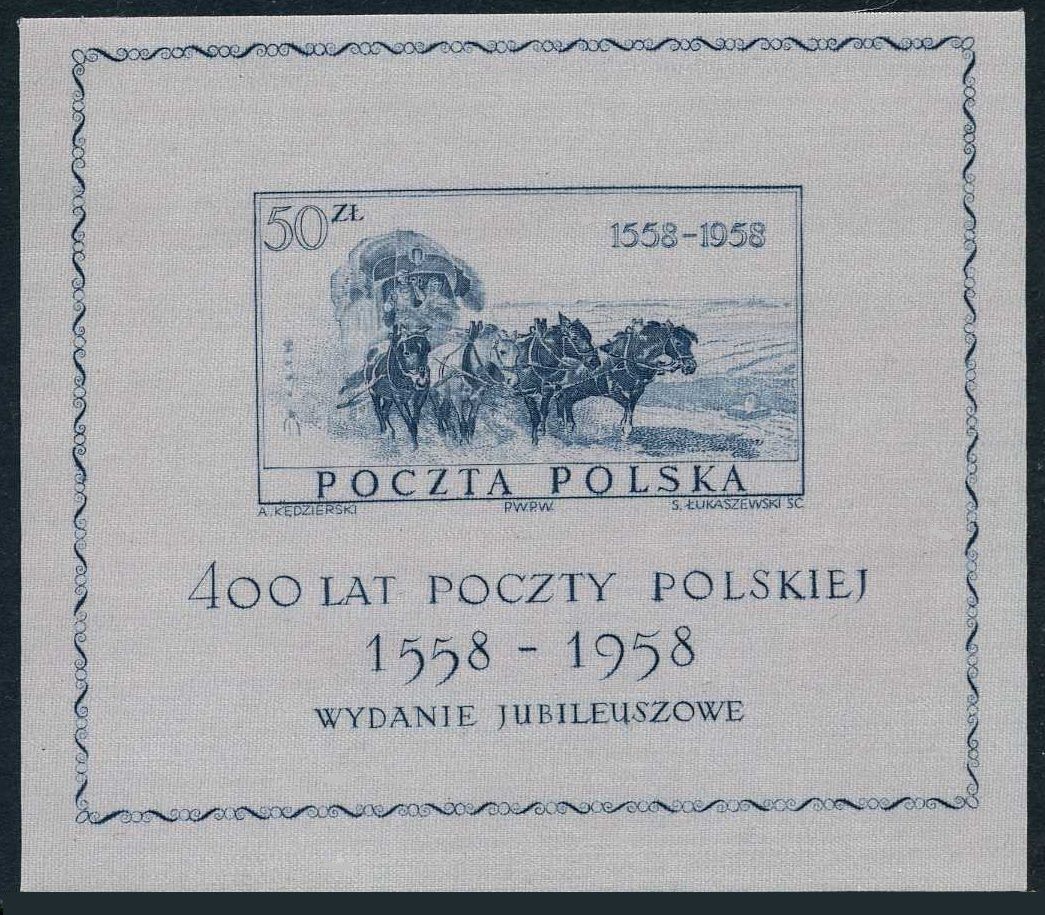 50 ZŁ
1558-1958
POCZTA POLSKA
A. KĘDZIERSKI P.W.P.W. S. ŁUKASZEWSKI SC.
400 LAT POCZTY POLSKIEJ
1558 - 1958
WYDANIE JUBILEUSZOWE